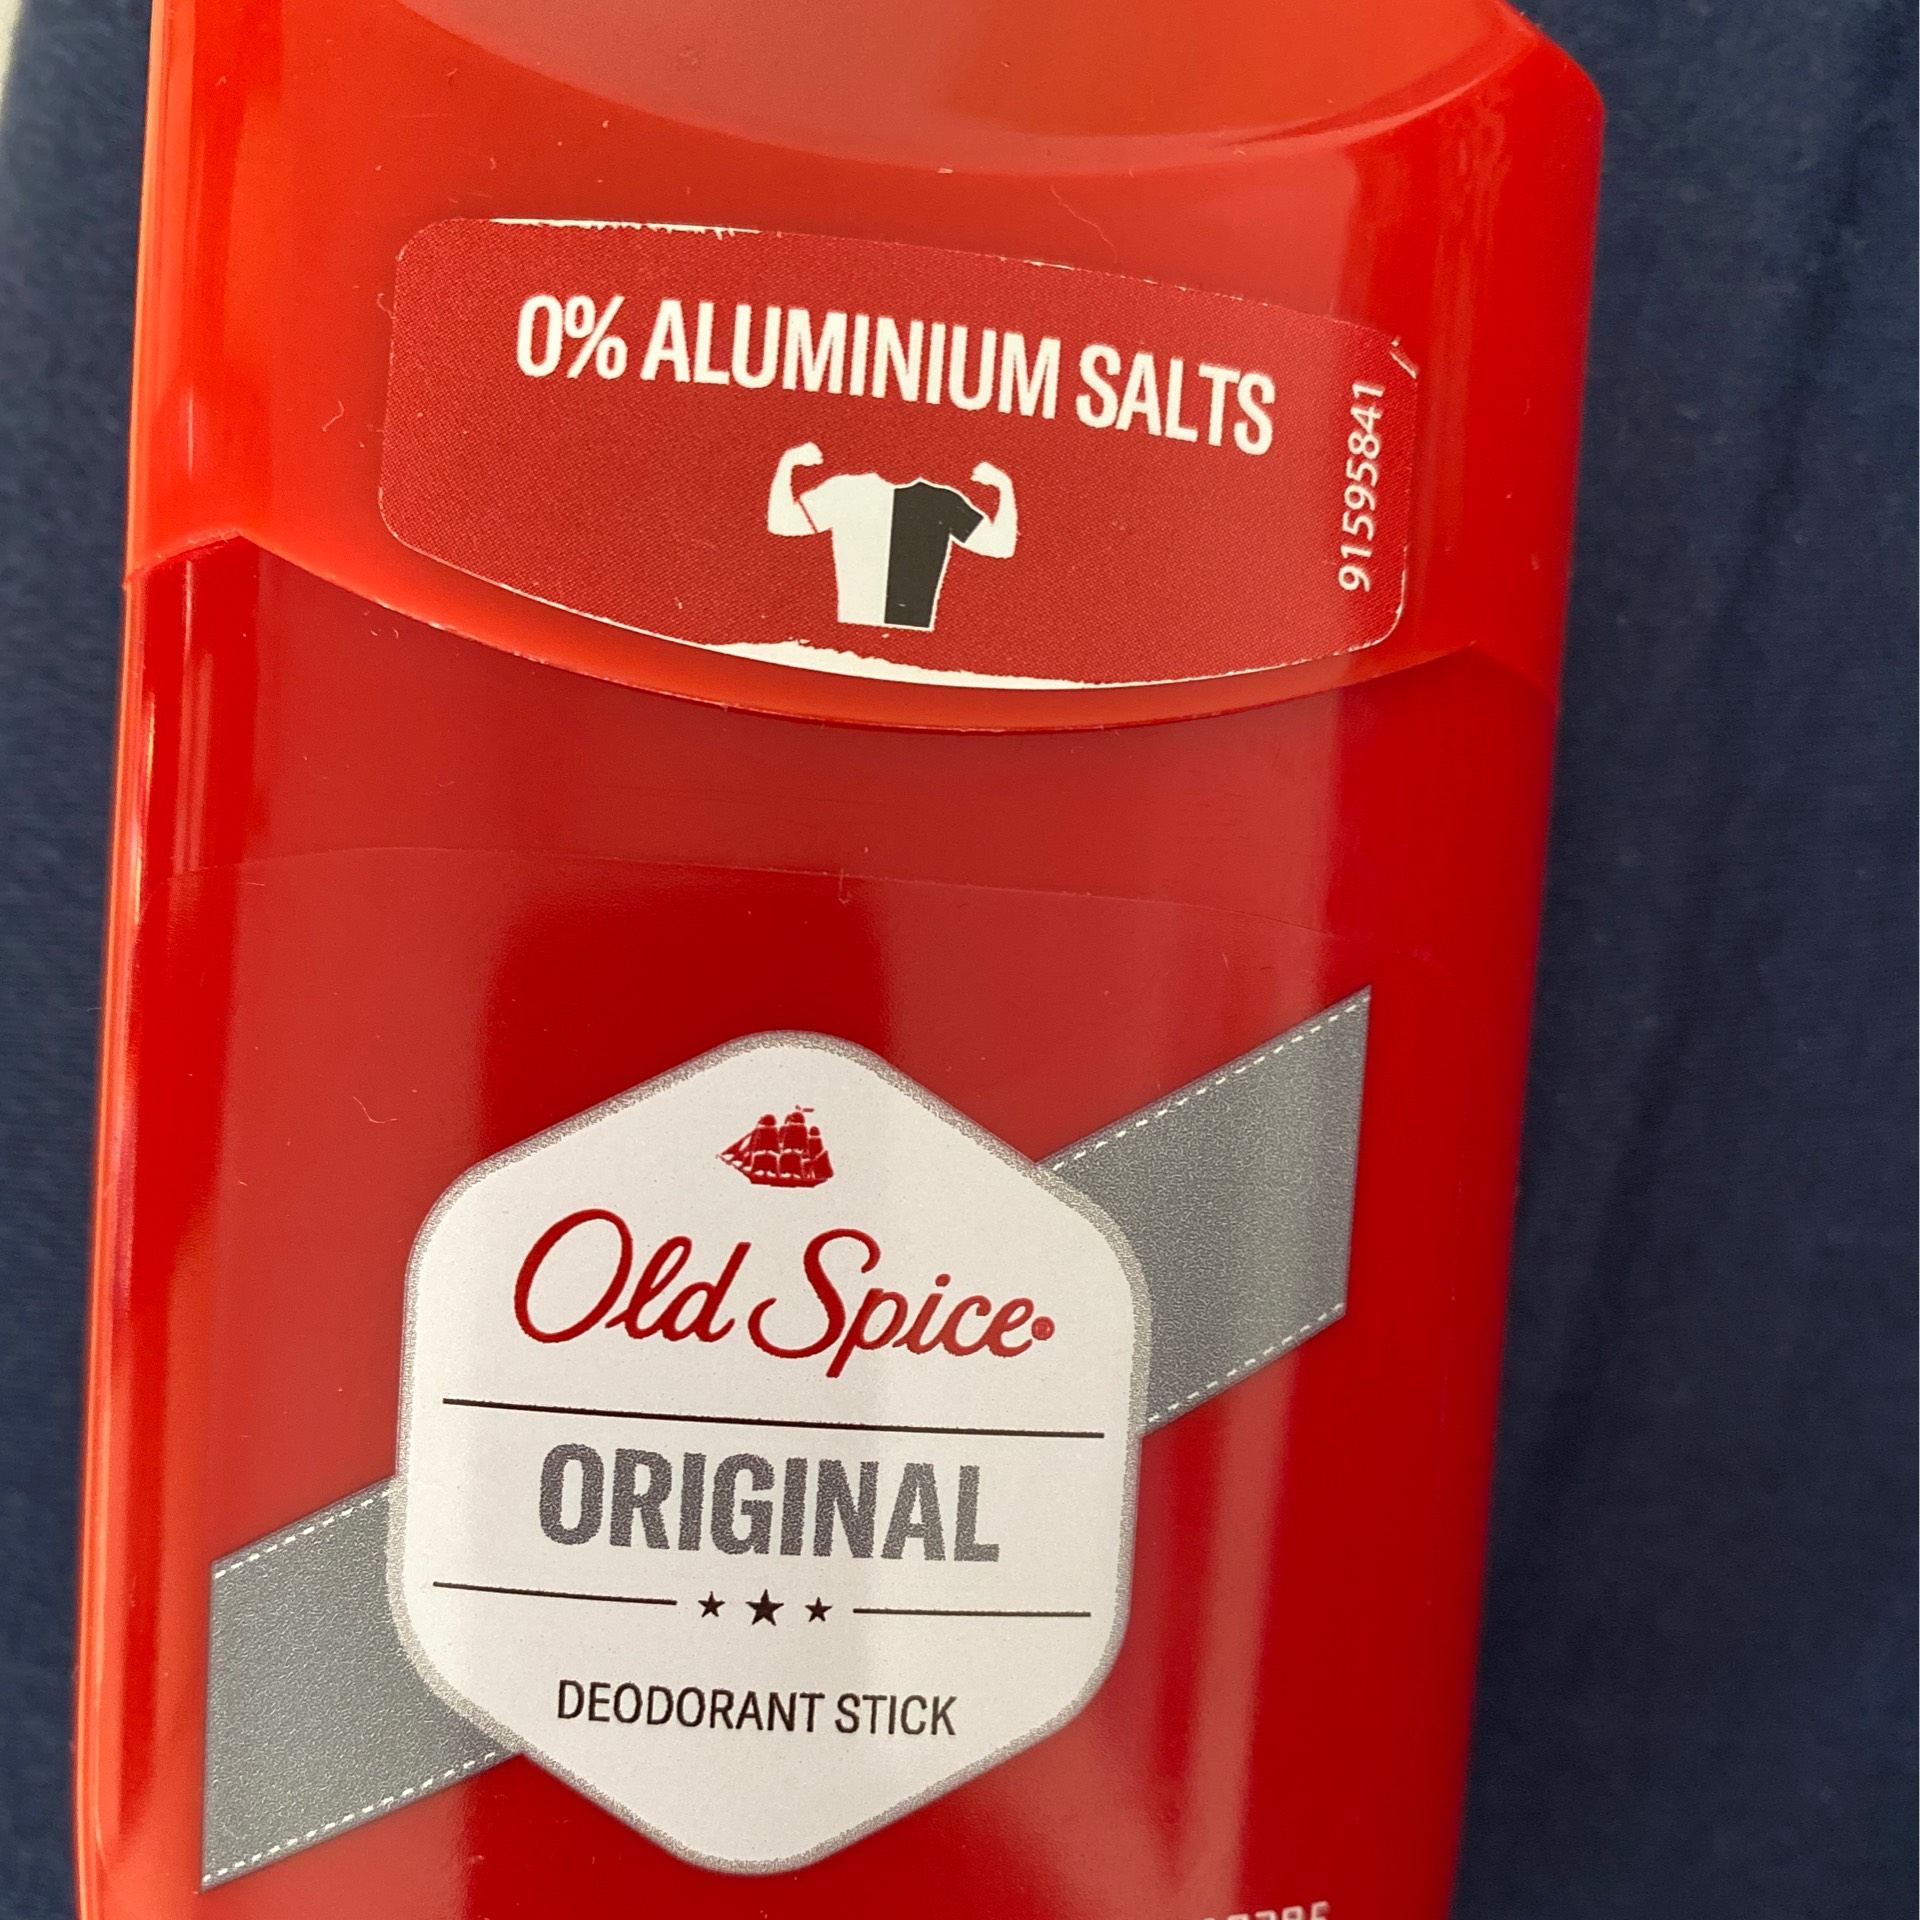 0% ALUMINIUM SALTS
91595841
Old Spice®
ORIGINAL
DEODORANT STICK